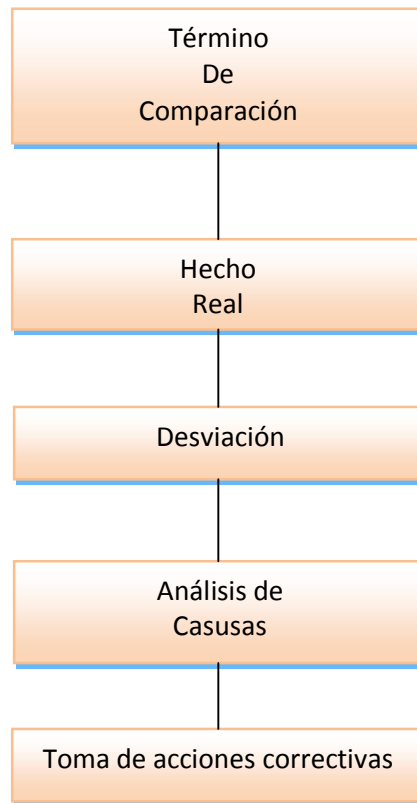 Término
De
Comparación
Hecho
Real
Desviación
Análisis de
Casusas
Toma de acciones correctivas